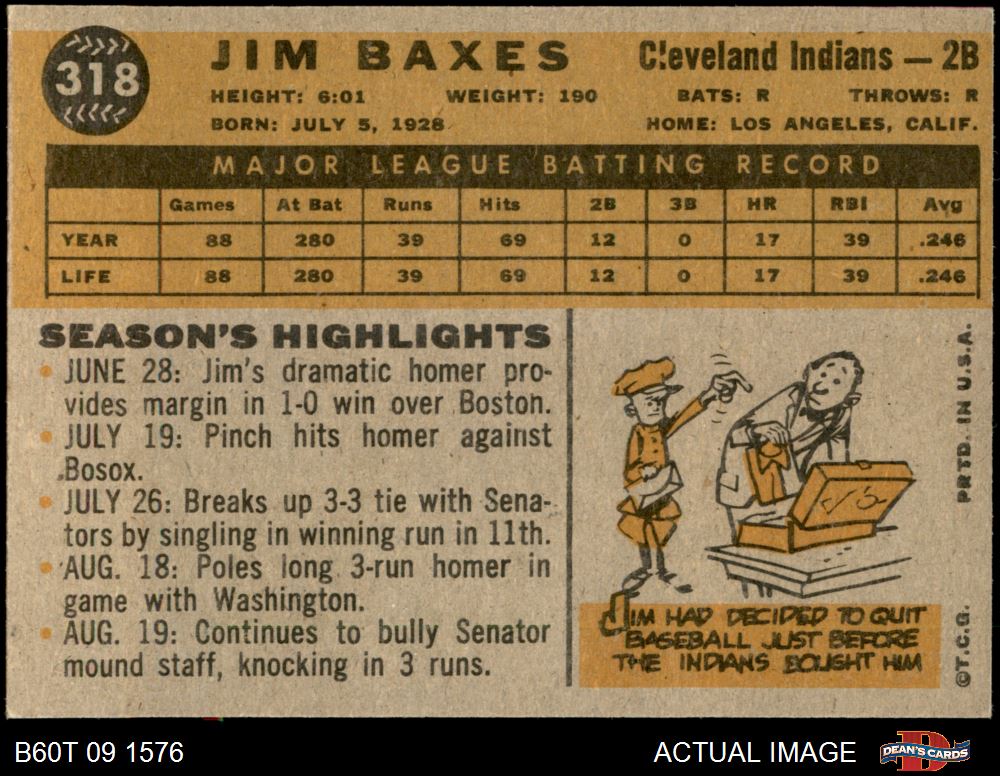 318
JIM BAXES
Cleveland Indians — 2B
HEIGHT: 6:01 WEIGHT: 190 BATS: R THROWS: R
BORN: JULY 5, 1928 HOME: LOS ANGELES, CALIF.
MAJOR LEAGUE BATTING RECORD
Games At Bat Runs Hits 2B 3B HR RBI Avg
YEAR 88 280 39 69 12 0 17 39 .246
LIFE 88 280 39 69 12 0 17 39 .246
SEASON'S HIGHLIGHTS
• JUNE 28: Jim's dramatic homer pro-
vides margin in 1-0 win over Boston.
• JULY 19: Pinch hits homer against
Bosox.
• JULY 26: Breaks up 3-3 tie with Sena-
tors by singling in winning run in 11th.
• AUG. 18: Poles long 3-run homer in
game with Washington.
• AUG. 19: Continues to bully Senator
mound staff, knocking in 3 runs.
JIM HAD DECIDED TO QUIT
BASEBALL JUST BEFORE
THE INDIANS BOUGHT HIM
©T.C.G. PRTD. IN U.S.A.
B60T 09 1576
ACTUAL IMAGE
DEAN'S CARDS